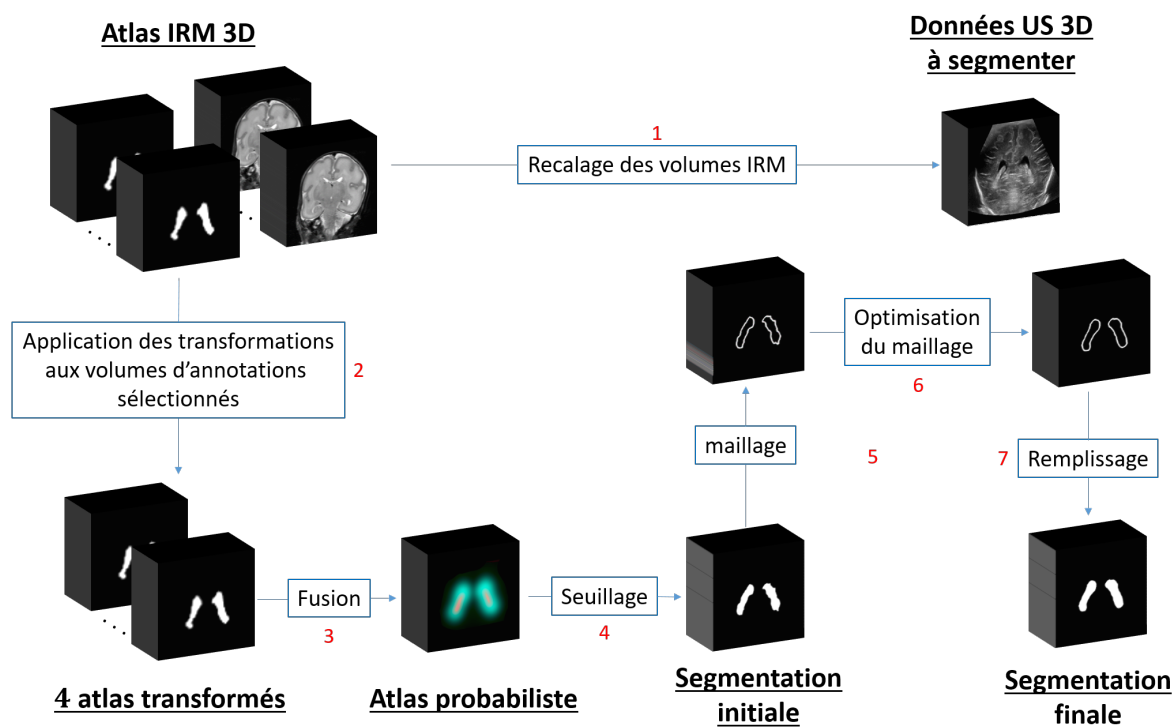 Atlas IRM 3D
Données US 3D
à segmenter
1
Recalage des volumes IRM
Application des transformations
aux volumes d'annotations
sélectionnés
2
Optimisation
du maillage
6
maillage
5
7
Remplissage
Fusion
3
Seuillage
4
4 atlas transformés
Atlas probabiliste
Segmentation
initiale
Segmentation
finale